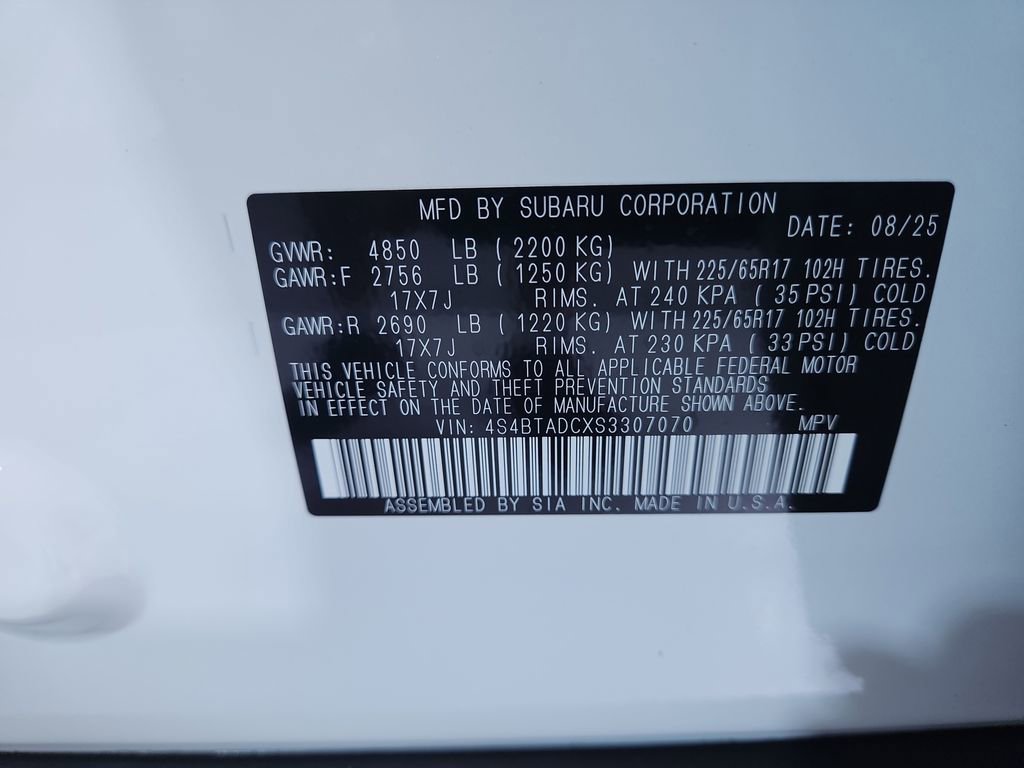 MFD BY SUBARU CORPORATION
DATE: 08/25
GVWR: 4850 LB ( 2200 KG)
GAWR:F 2756 LB ( 1250 KG) WITH 225/65R17 102H TIRES.
17X7J RIMS. AT 240 KPA ( 35 PSI) COLD
GAWR:R 2690 LB ( 1220 KG) WITH 225/65R17 102H TIRES.
17X7J RIMS. AT 230 KPA ( 33 PSI) COLD
THIS VEHICLE CONFORMS TO ALL APPLICABLE FEDERAL MOTOR
VEHICLE SAFETY AND THEFT PREVENTION STANDARDS
IN EFFECT ON THE DATE OF MANUFACTURE SHOWN ABOVE.
VIN: 4S4BTADCXS3307070 MPV
ASSEMBLED BY SIA INC. MADE IN U.S.A.